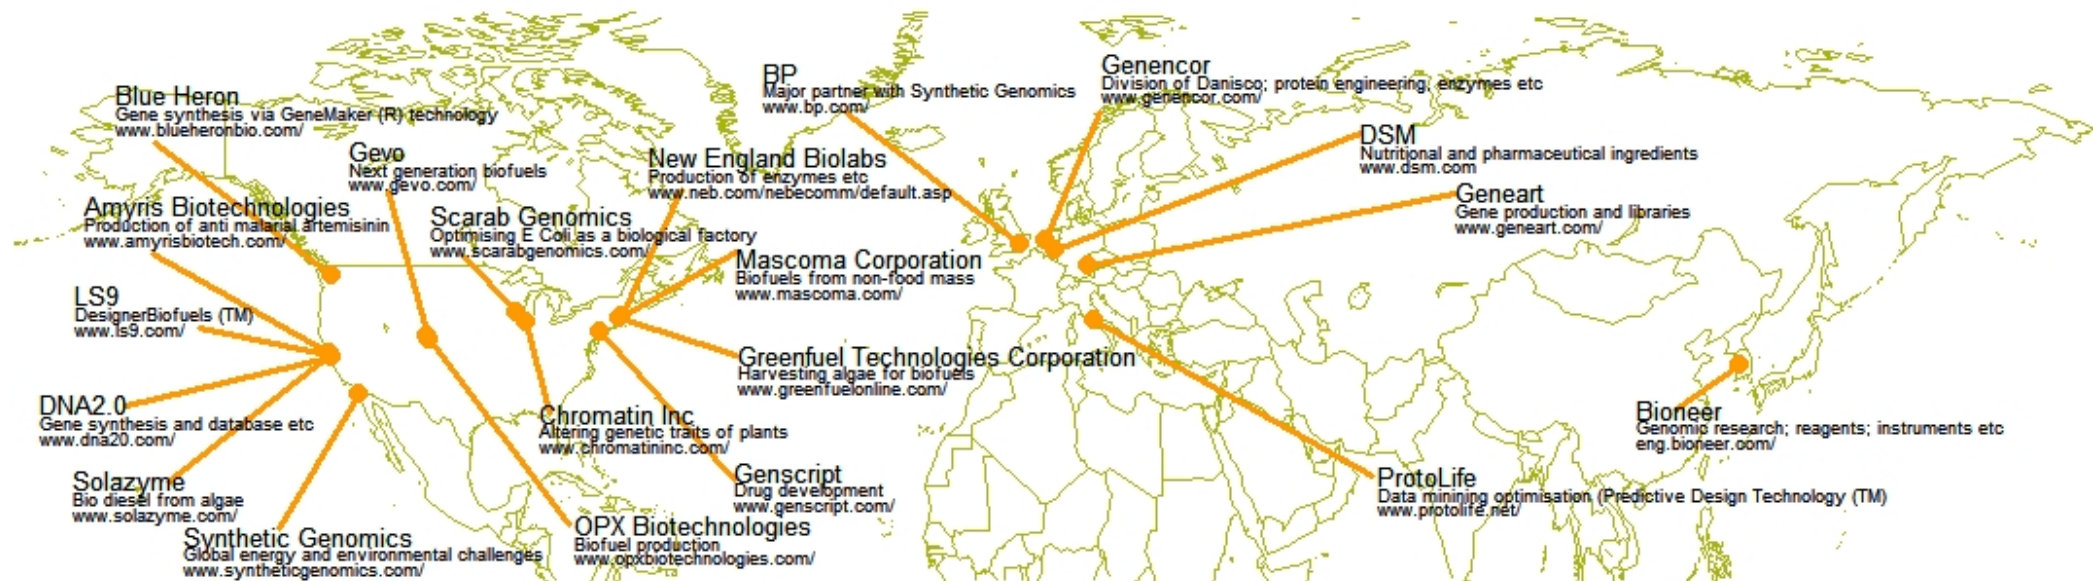 Blue Heron
Gene synthesis via GeneMaker (R) technology
www.blueheronbio.com/
Gevo
Next generation biofuels
www.gevo.com/
Amyris Biotechnologies
Production of anti malarial artemisinin
www.amyrisbiotech.com/
Scarab Genomics
Optimising E Coli as a biological factory
www.scarabgenomics.com/
New England Biolabs
Production of enzymes etc
www.neb.com/nebecomm/default.asp
LS9
DesignerBiofuels (TM)
www.ls9.com/
Mascoma Corporation
Biofuels from non-food mass
www.mascoma.com/
Greenfuel Technologies Corporation
Harvesting algae for biofuels
www.greenfuelonline.com/
DNA2.0
Gene synthesis and database etc
www.dna20.com/
Chromatin Inc
Altering genetic traits of plants
www.chromatininc.com/
Solazyme
Bio diesel from algae
www.solazyme.com/
Genscript
Drug development
www.genscript.com/
Synthetic Genomics
Global energy and environmental challenges
www.syntheticgenomics.com/
OPX Biotechnologies
Biofuel production
www.opxbiotechnologies.com/
BP
Major partner with Synthetic Genomics
www.bp.com/
Genencor
Division of Danisco; protein engineering; enzymes etc
www.genencor.com/
DSM
Nutritional and pharmaceutical ingredients
www.dsm.com
Geneart
Gene production and libraries
www.geneart.com/
Bioneer
Genomic research; reagents; instruments etc
eng.bioneer.com/
ProtoLife
Data minining optimisation (Predictive Design Technology (TM)
www.protolife.net/